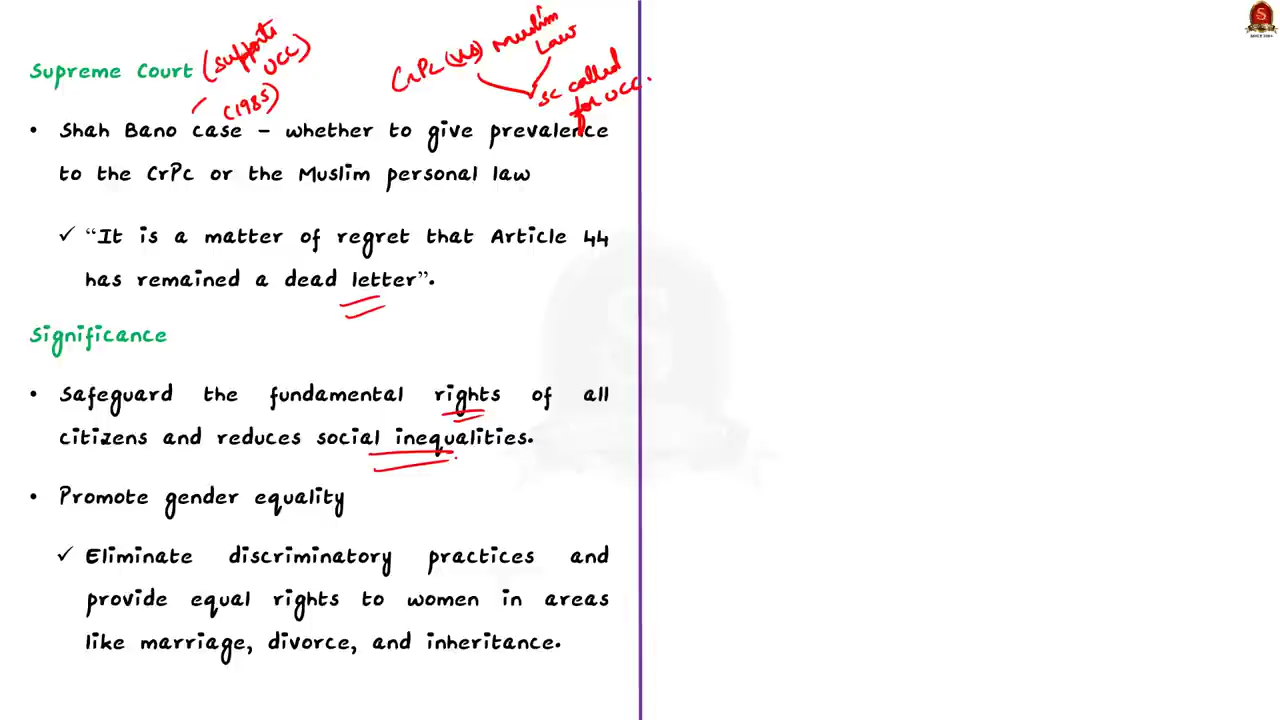 Supreme Court (supports
UCC)
(1985)
CrPC (vs) Muslim
Law
SC called
for UCC.
• Shah Bano case – whether to give prevalence
to the CrPc or the Muslim personal law
✓ “It is a matter of regret that Article 44
has remained a dead letter”.
Significance
• Safeguard the fundamental rights of all
citizens and reduces social inequalities.
• Promote gender equality
✓ Eliminate discriminatory practices and
provide equal rights to women in areas
like marriage, divorce, and inheritance.